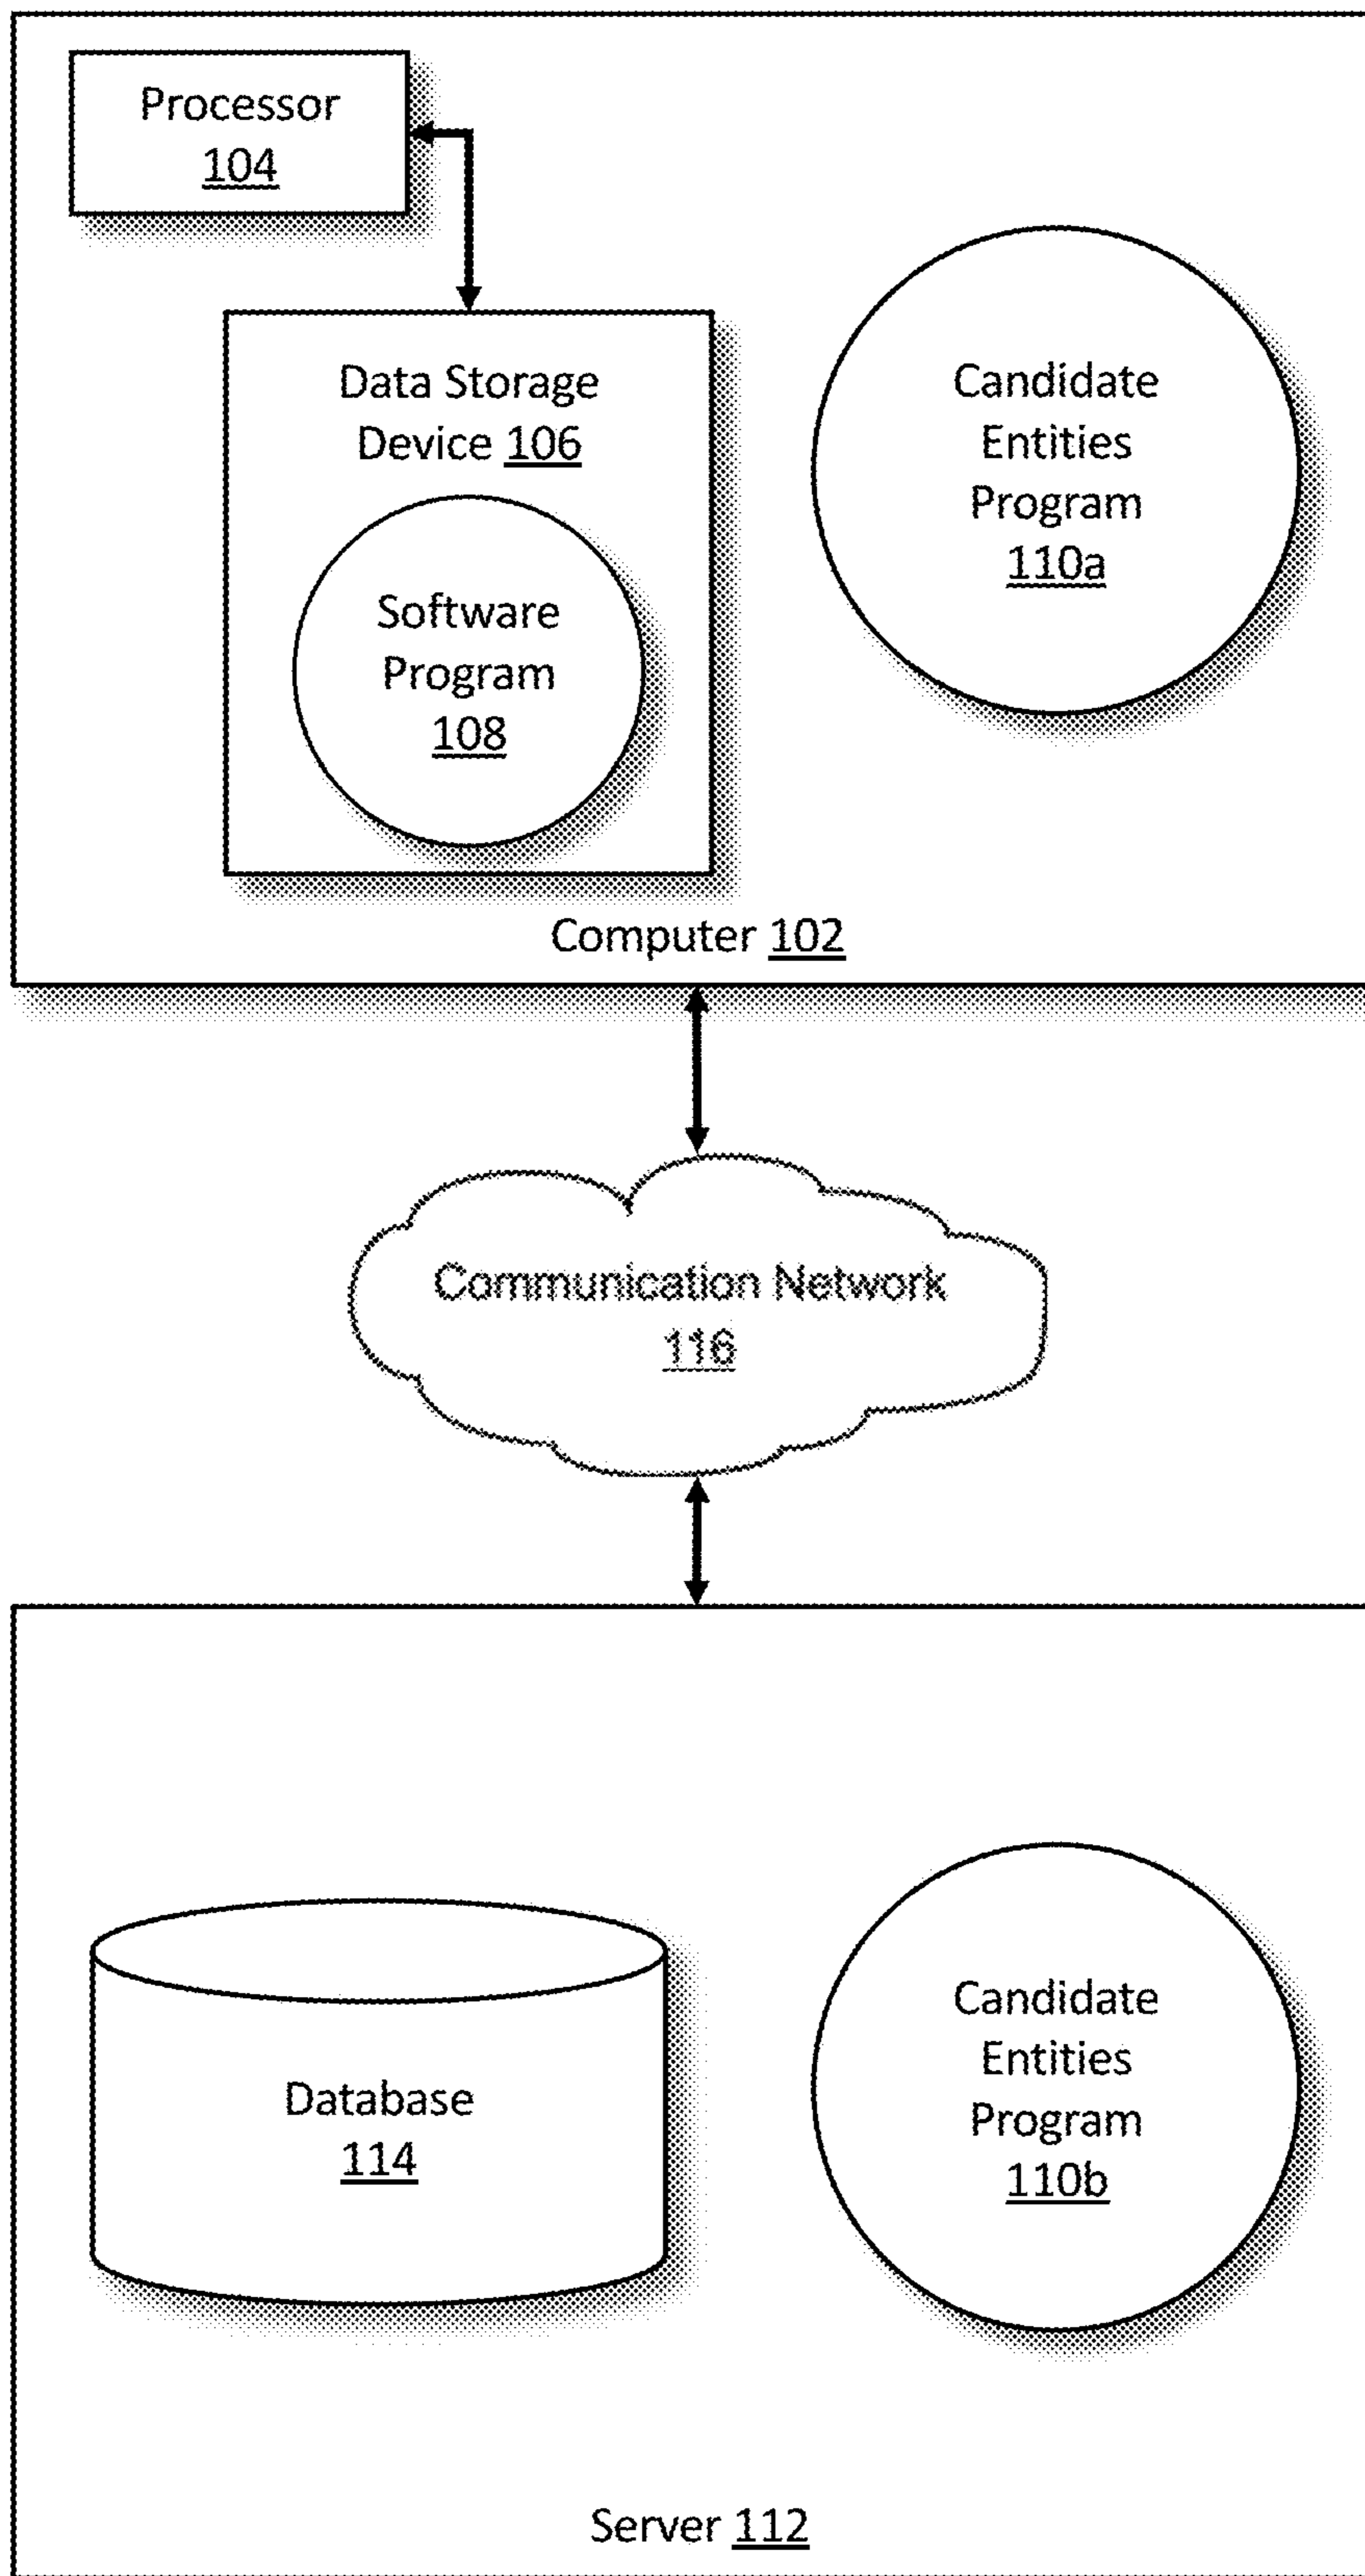 Processor
104
Data Storage
Device 106
Software
Program
108
Candidate
Entities
Program
110a
Computer 102
Communication Network
116
Database
114
Candidate
Entities
Program
110b
Server 112